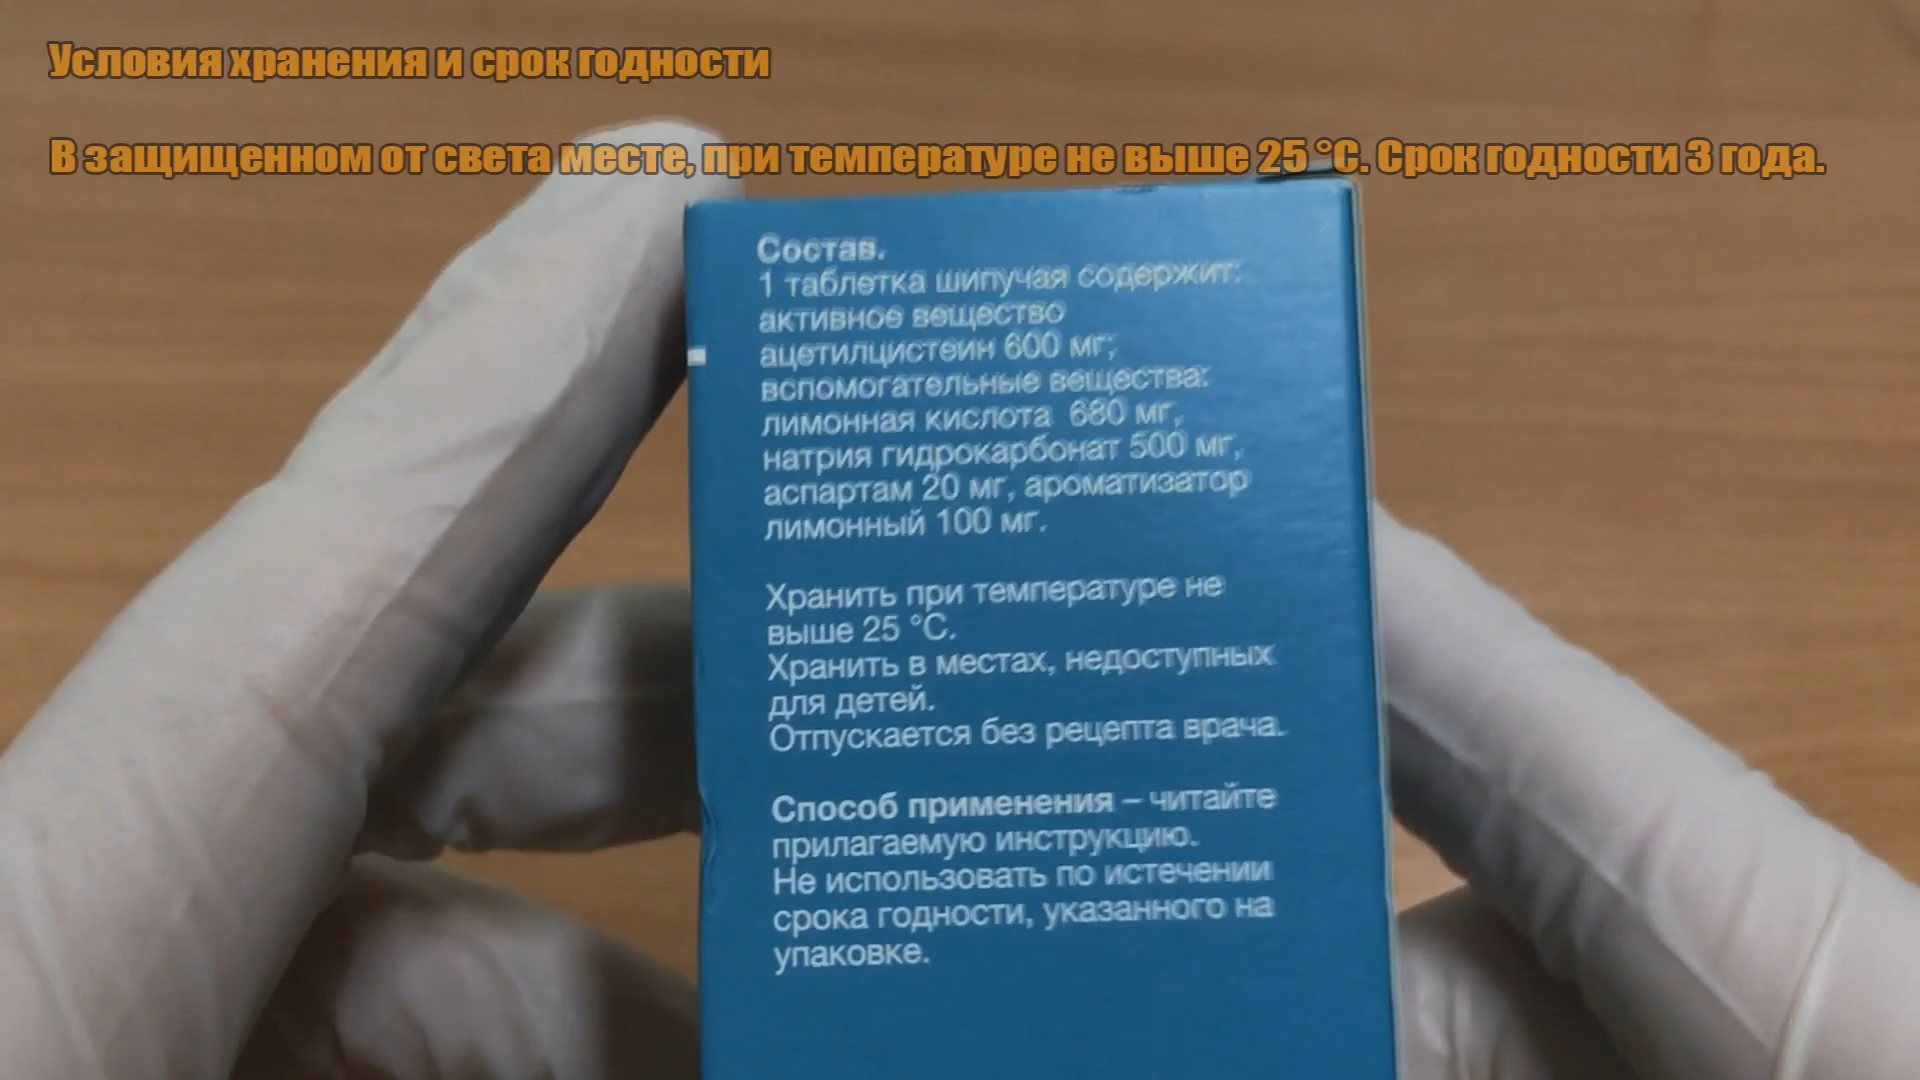 Условия хранения и срок годности
В защищенном от света месте, при температуре не выше 25 °C. Срок годности 3 года.
Состав.
1 таблетка шипучая содержит:
активное вещество
ацетилцистеин 600 мг;
вспомогательные вещества:
лимонная кислота 680 мг,
натрия гидрокарбонат 500 мг,
аспартам 20 мг, ароматизатор
лимонный 100 мг.
Хранить при температуре не
выше 25 °C.
Хранить в местах, недоступных
для детей.
Отпускается без рецепта врача.
Способ применения – читайте
прилагаемую инструкцию.
Не использовать по истечении
срока годности, указанного на
упаковке.